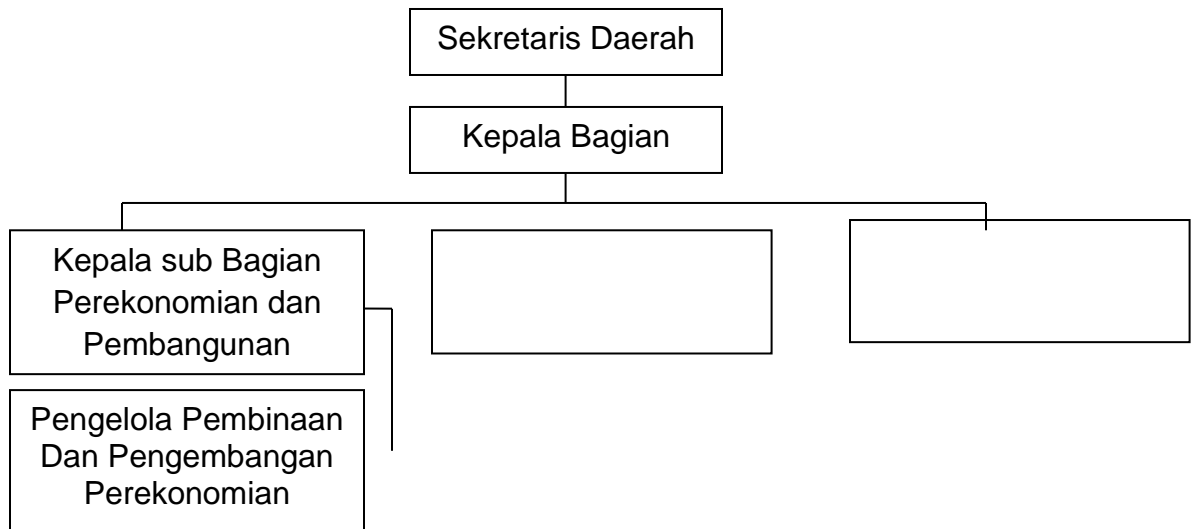 Sekretaris Daerah
Kepala Bagian
Kepala sub Bagian
Perekonomian dan
Pembangunan
Pengelola Pembinaan
Dan Pengembangan
Perekonomian